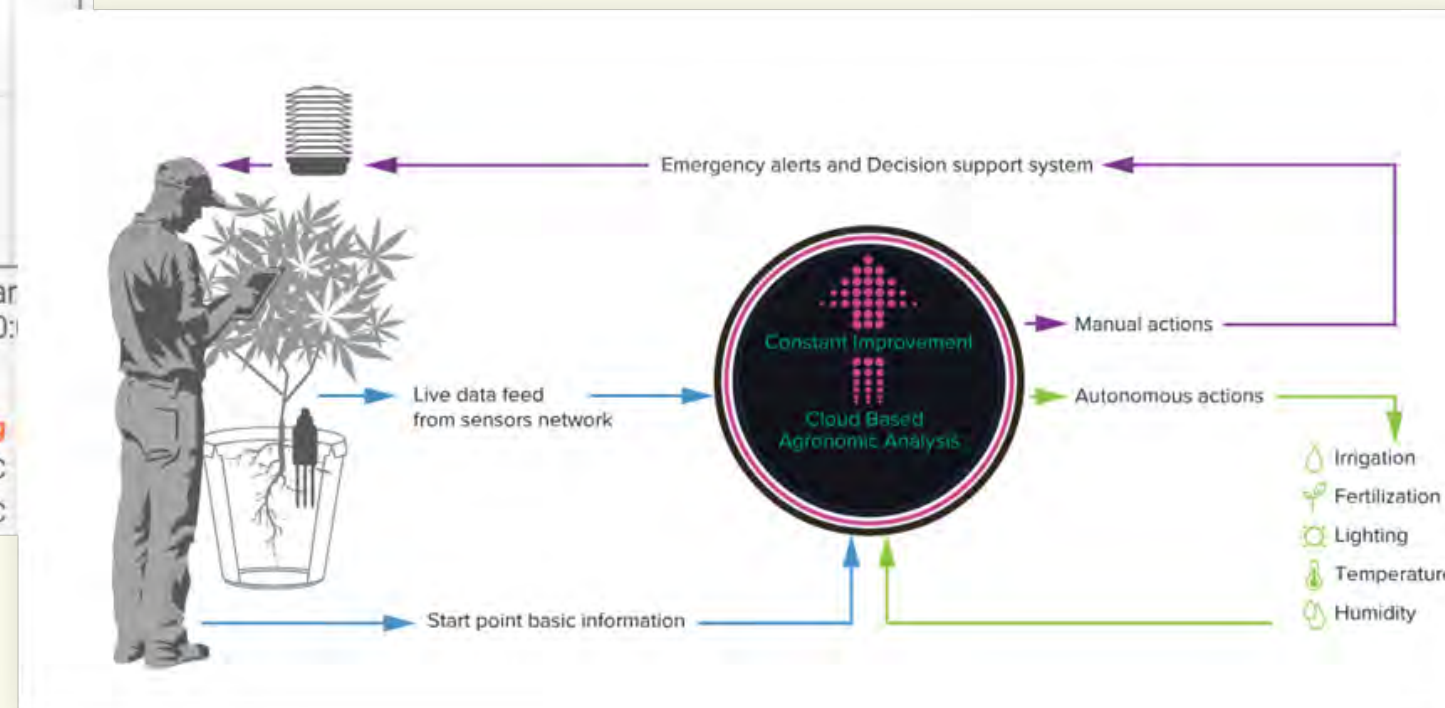 Emergency alerts and Decision support system
Constant Improvement
Manual actions
Live data feed
from sensors network
Autonomous actions
Cloud Based
Agronomic Analysis
Irrigation
Fertilization
Lighting
Temperature
Humidity
Start point basic information